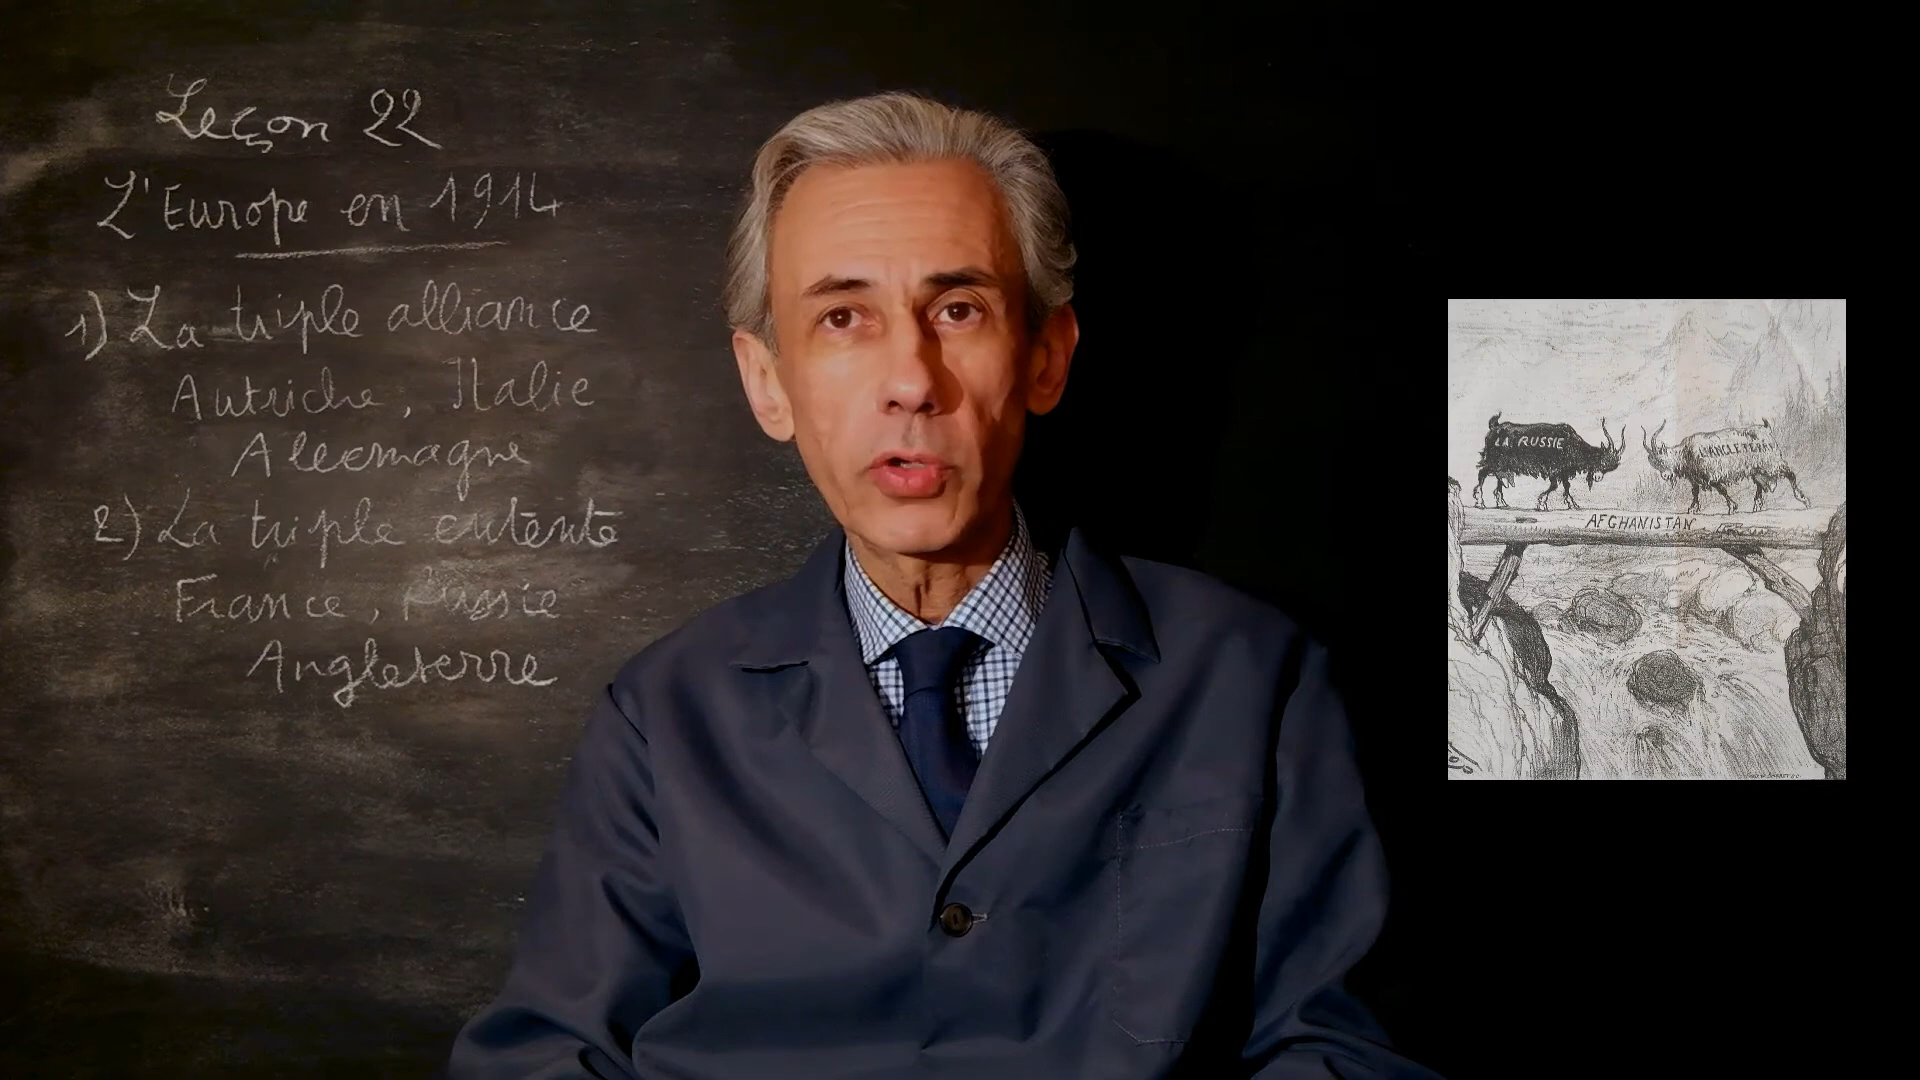 Leçon 22
L'Europe en 1914
1) La triple alliance
Autriche, Italie
Allemagne
2) La triple entente
France, Russie
Angleterre
LA RUSSIE
L'ANGLETERRE
AFGHANISTAN